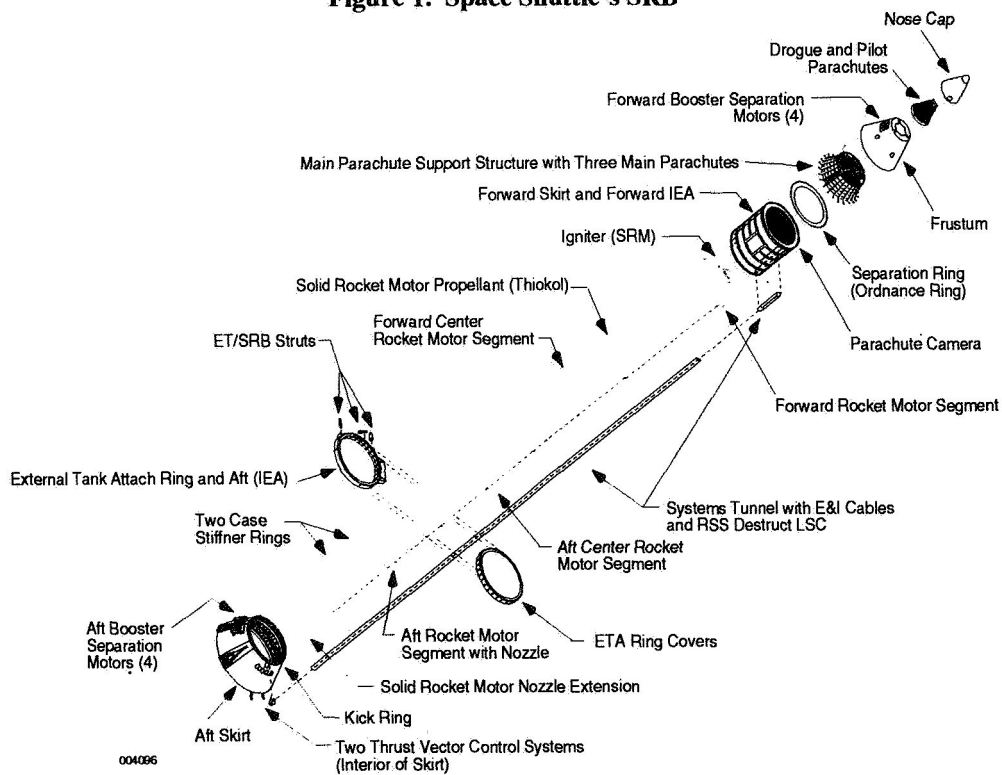 Figure 1. Space Shuttle's SRB
Nose Cap
Drogue and Pilot
Parachutes
Forward Booster Separation
Motors (4)
Main Parachute Support Structure with Three Main Parachutes
Forward Skirt and Forward IEA
Frustum
Igniter (SRM)
Separation Ring
(Ordnance Ring)
Solid Rocket Motor Propellant (Thiokol)
Forward Center
Rocket Motor Segment
ET/SRB Struts
Parachute Camera
Forward Rocket Motor Segment
External Tank Attach Ring and Aft (IEA)
Systems Tunnel with E&I Cables
and RSS Destruct LSC
Two Case
Stiffner Rings
Aft Center Rocket
Motor Segment
Aft Booster
Separation
Motors (4)
Aft Rocket Motor
Segment with Nozzle
ETA Ring Covers
Solid Rocket Motor Nozzle Extension
Kick Ring
Aft Skirt
Two Thrust Vector Control Systems
(Interior of Skirt)
004096